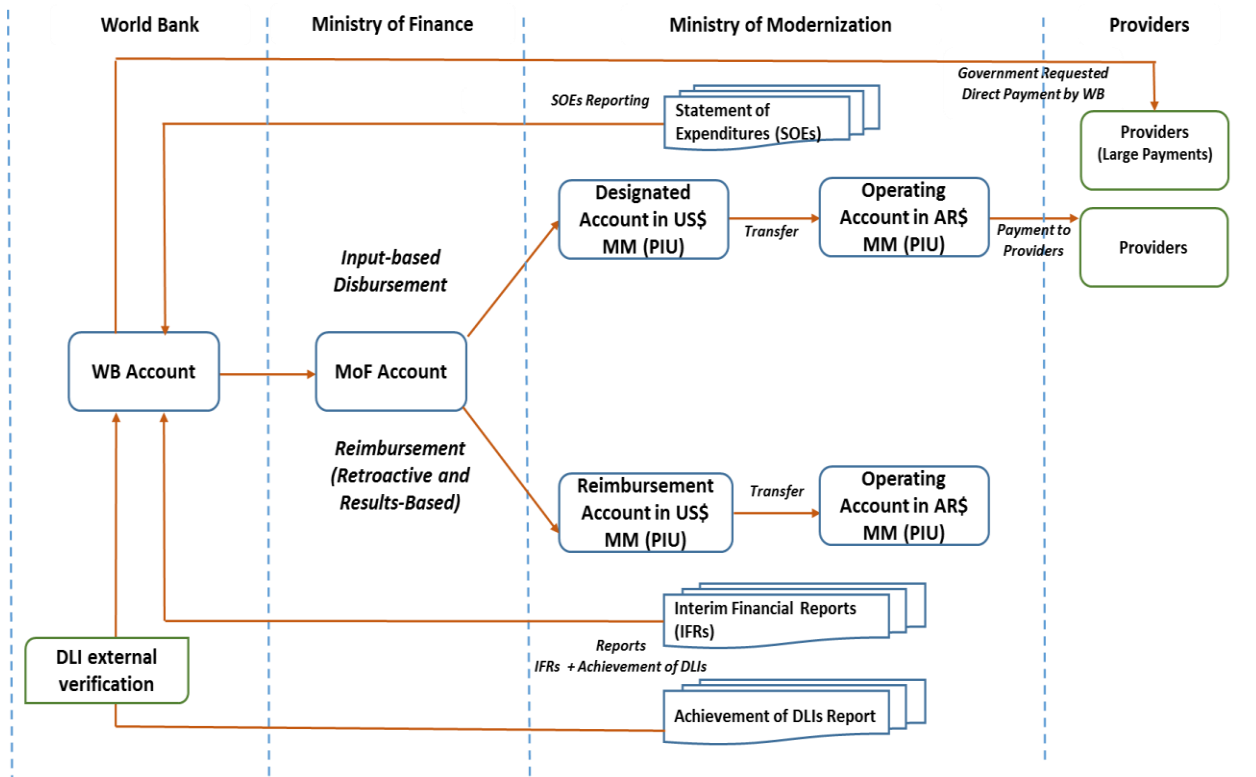 World Bank
Ministry of Finance
Ministry of Modernization
Providers
Government Requested
Direct Payment by WB
SOEs Reporting
Statement of
Expenditures (SOEs)
Providers
(Large Payments)
Designated
Account in US$
MM (PIU)
Transfer
Operating
Account in AR$
MM (PIU)
Payment to
Providers
Providers
Input-based
Disbursement
WB Account
MoF Account
Reimbursement
(Retroactive and
Results-Based)
Reimbursement
Account in US$
MM (PIU)
Transfer
Operating
Account in AR$
MM (PIU)
Interim Financial Reports
(IFRs)
Reports
IFRs + Achievement of DLIs
DLI external
verification
Achievement of DLIs Report